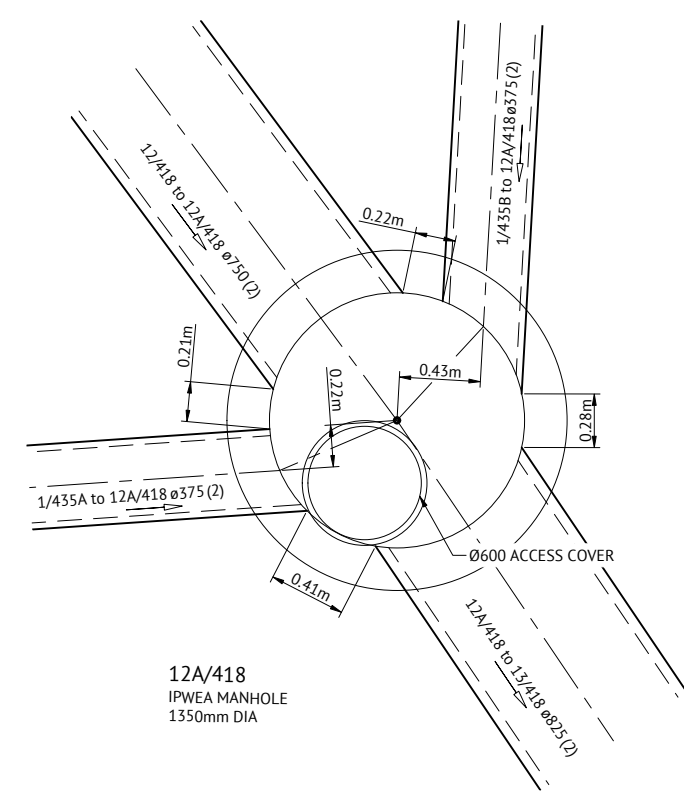 12/418 to 12A/418 ø750 (2)
1/435B to 12A/418ø375 (2)
0.22m
0.21m
0.22m
0.43m
0.28m
1/435A to 12A/418 ø375 (2)
Ø600 ACCESS COVER
0.41m
12A/418 to 13/418 ø825 (2)
12A/418
IPWEA MANHOLE
1350mm DIA